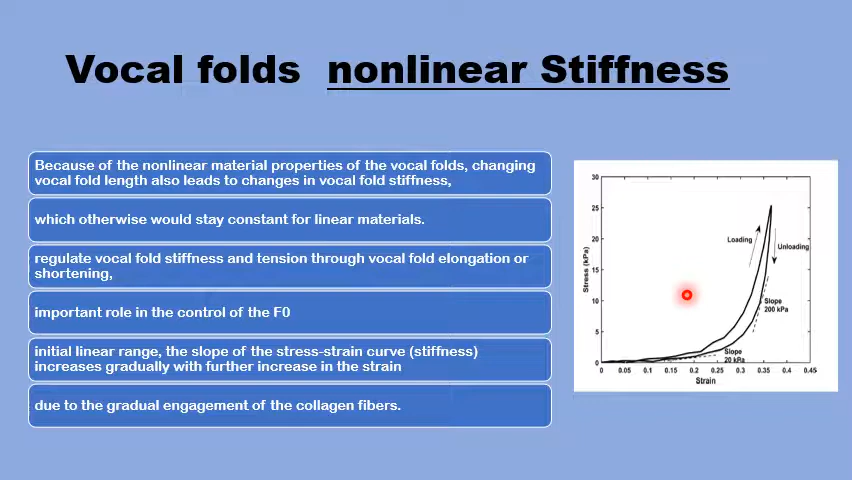 Vocal folds nonlinear Stiffness
Because of the nonlinear material properties of the vocal folds, changing
vocal fold length also leads to changes in vocal fold stiffness,
which otherwise would stay constant for linear materials.
regulate vocal fold stiffness and tension through vocal fold elongation or
shortening,
important role in the control of the F0
initial linear range, the slope of the stress-strain curve (stiffness)
increases gradually with further increase in the strain
due to the gradual engagement of the collagen fibers.
30
25
20
15
10
5
0
Stress (kPa)
Loading
Unloading
Slope
200 kPa
Slope
20 kPa
0 0.05 0.1 0.15 0.2 0.25 0.3 0.35 0.4 0.45
Strain